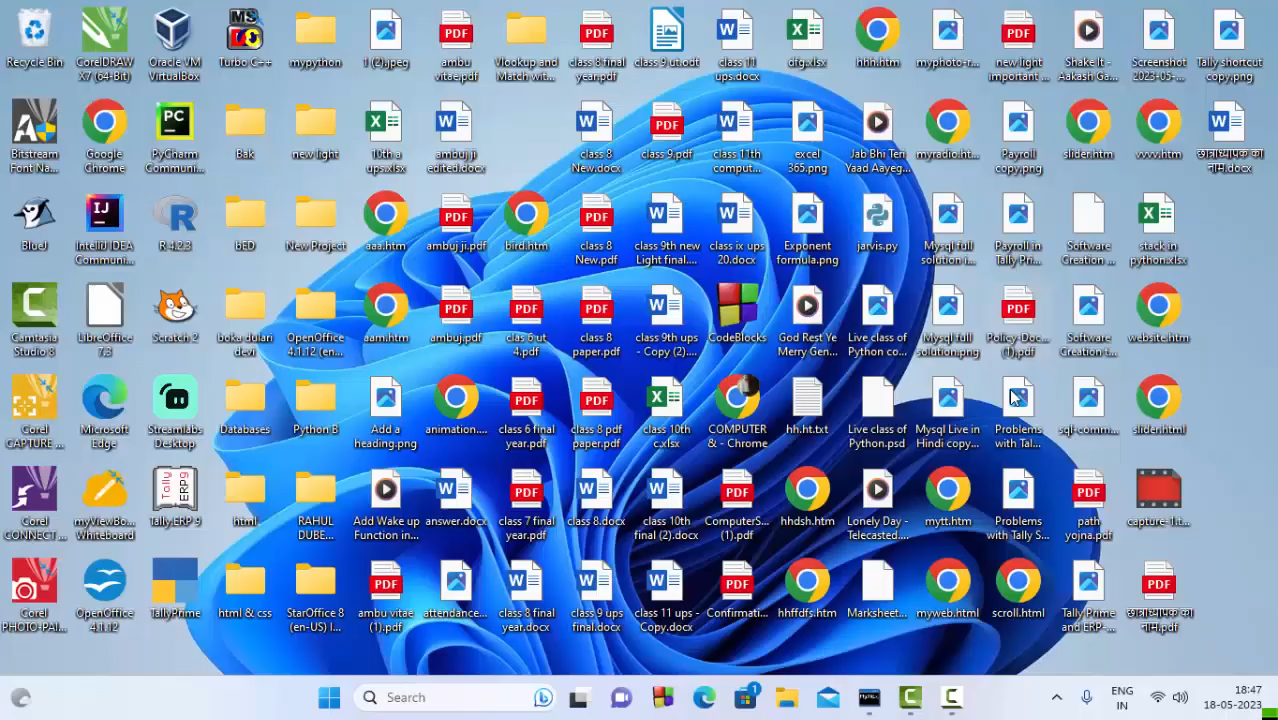 Recycle Bin
CorelDRAW
X7 (64-Bit)
Oracle VM
VirtualBox
Turbo C++
mypython
1 (2).jpeg
ambu
vitae.pdf
Vlookup and
Match wit...
class 8 final
year.pdf
class 9 ut.odt
class 11
ups.docx
dfg.xlsx
hhh.htm
myphoto-r...
new light
important ...
Shake It -
Aakash Ga...
Screenshot
2023-05-...
Tally shortcut
copy.png
Bitstream
Font Na...
Google
Chrome
PyCharm
Communi...
Bak
new light
10th a
ups.xlsx
ambuj ji
edited.docx
class 8
New.docx
class 9.pdf
class 11th
comput...
excel
365.png
Jab Bhi Teri
Yaad Aayeg...
myradio.ht...
Payroll
copy.png
slider.htm
vvvv.htm
छात्राध्यापक का
नाम.docx
BlueJ
IntelliJ IDEA
Communi...
R 4.2.3
bED
New Project
aaa.htm
ambuj ji.pdf
bird.htm
class 8
New.pdf
class 9th new
Light final....
class ix ups
20.docx
Exponent
formula.png
jarvis.py
Mysql full
solution i...
Payroll in
Tally Pri...
Software
Creation ...
stack in
python.xlsx
Camtasia
Studio 8
LibreOffice
7.3
Scratch 2
boka dulari
devi
OpenOffice
4.1.12 (en...
aam.htm
ambuj.pdf
clas 6 ut
4.pdf
class 8
paper.pdf
class 9th ups
- Copy (2)....
CodeBlocks
God Rest Ye
Merry Gen...
Live class of
Python co...
Mysql full
solution.png
Policy-Doc...
(1).pdf
Software
Creation t...
website.htm
Corel
CAPTURE ...
Microsoft
Edge
Streamlabs
Desktop
Databases
Python B
Add a
heading.png
animation....
class 6 final
year.pdf
class 8 pdf
paper.pdf
class 10th
c.xlsx
COMPUTER
& - Chrome
hh.ht.txt
Live class of
Python.psd
Mysql Live in
Hindi copy...
Problems
with Tal...
sql-comm...
slider.html
Corel
CONNECT ...
myViewBo...
Whiteboard
Tally.ERP 9
html
RAHUL
DUBE...
Add Wake up
Function in...
answer.docx
class 7 final
year.pdf
class 8.docx
class 10th
final (2).docx
ComputerS...
(1).pdf
hhdsh.htm
Lonely Day -
Telecasted....
mytt.htm
Problems
with Tally S...
path
yojna.pdf
capture-1.t...
Corel
PHOTO-PAI...
OpenOffice
4.1.12
TallyPrime
html & css
StarOffice 8
(en-US) I...
ambu vitae
(1).pdf
attendance...
class 8 final
year.docx
class 9 ups
final.docx
class 11 ups -
Copy.docx
Confirmati...
hhffdfs.htm
Marksheet...
myweb.html
scroll.html
Tally Prime
and ERP-...
छात्राध्यापक का
नाम.pdf
Search
ENG
IN
18:47
18-05-2023